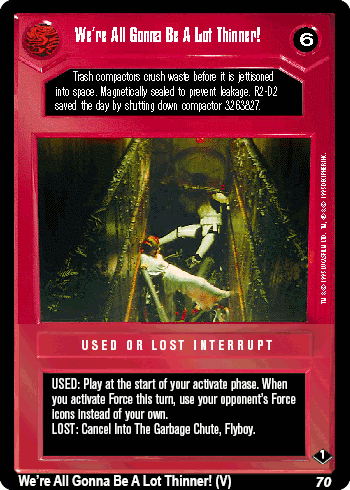 We're All Gonna Be A Lot Thinner!
6
Trash compactors crush waste before it is jettisoned
into space. Magnetically sealed to prevent leakage. R2-D2
saved the day by shutting down compactor 3263827.
USED OR LOST INTERRUPT
USED: Play at the start of your activate phase. When
you activate Force this turn, use your opponent's Force
icons instead of your own.
LOST: Cancel Into The Garbage Chute, Flyboy.
1
We're All Gonna Be A Lot Thinner! (V)
70